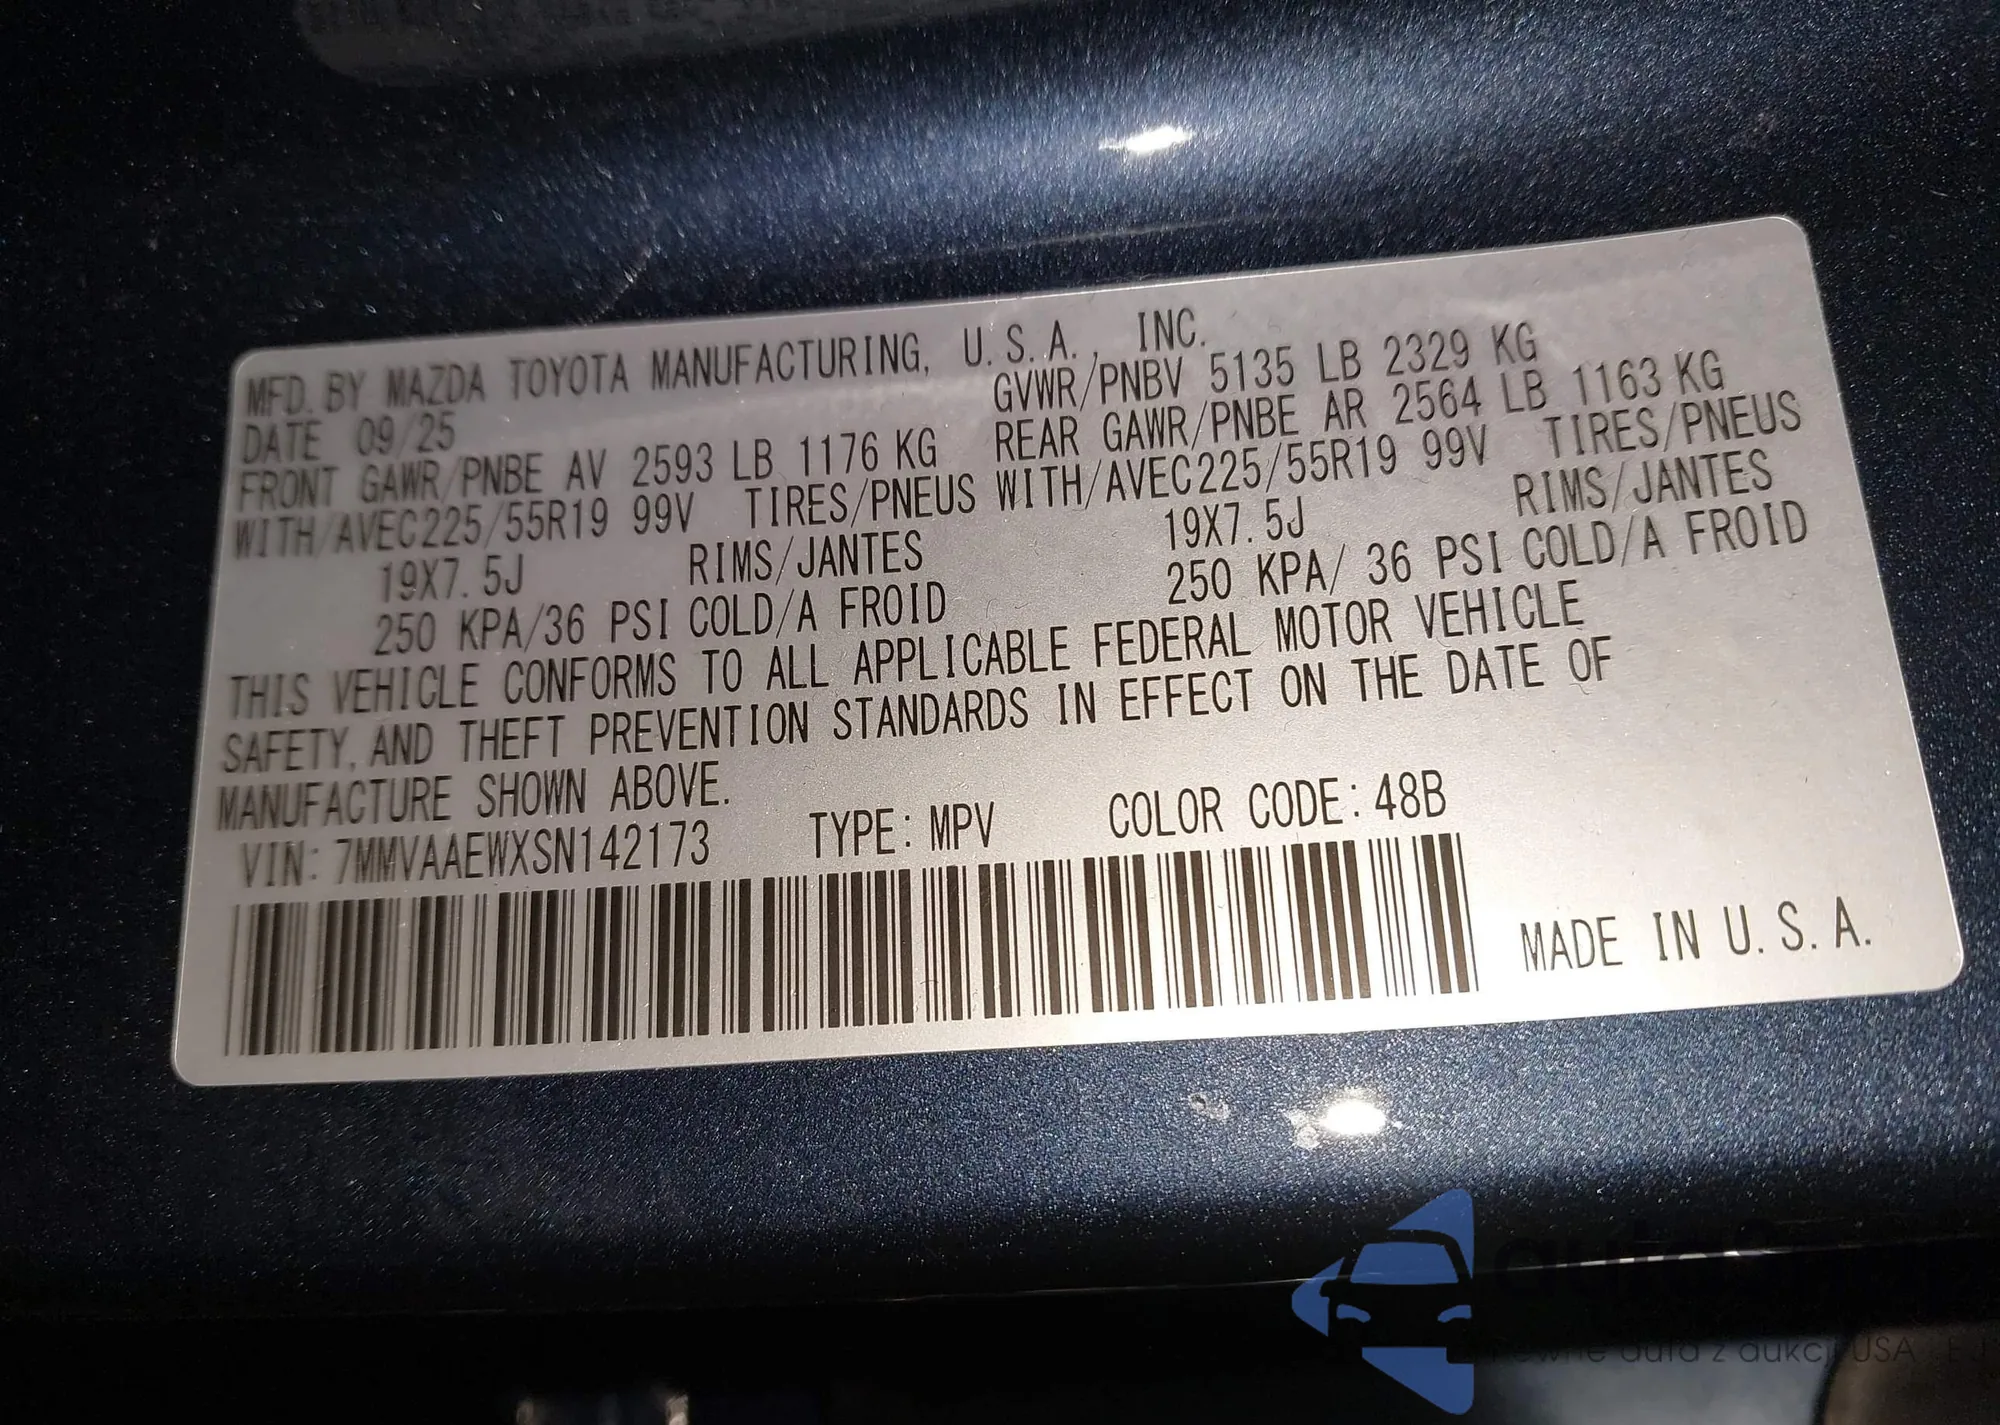 MFD. BY MAZDA TOYOTA MANUFACTURING, U.S.A., INC.
DATE 09/25 GVWR/PNBV 5135 LB 2329 KG
FRONT GAWR/PNBE AV 2593 LB 1176 KG REAR GAWR/PNBE AR 2564 LB 1163 KG
WITH/AVEC225/55R19 99V TIRES/PNEUS WITH/AVEC225/55R19 99V TIRES/PNEUS
19X7.5J RIMS/JANTES 19X7.5J RIMS/JANTES
250 KPA/36 PSI COLD/A FROID 250 KPA/ 36 PSI COLD/A FROID
THIS VEHICLE CONFORMS TO ALL APPLICABLE FEDERAL MOTOR VEHICLE
SAFETY, AND THEFT PREVENTION STANDARDS IN EFFECT ON THE DATE OF
MANUFACTURE SHOWN ABOVE.
VIN: 7MMVAAEWXSN142173 TYPE: MPV COLOR CODE: 48B
MADE IN U.S.A.
auta z aukcji USA